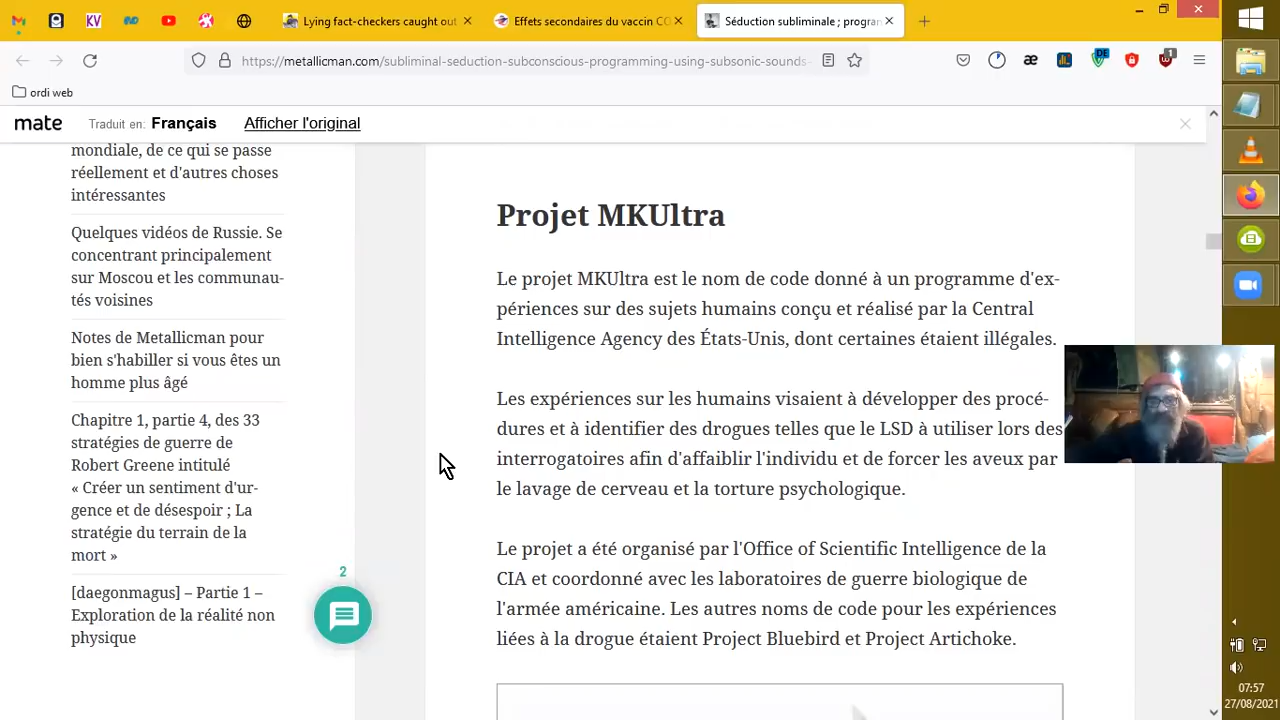 Lying fact-checkers caught out
Effets secondaires du vaccin CO
Séduction subliminale ; program
https://metallicman.com/subliminal-seduction-subconscious-programming-using-subsonic-sounds-
ordi web
mate
Traduit en: Français
Afficher l'original
mondiale, de ce qui se passe
réellement et d'autres choses
intéressantes
Quelques vidéos de Russie. Se
concentrant principalement
sur Moscou et les communau-
tés voisines
Notes de Metallicman pour
bien s'habiller si vous êtes un
homme plus âgé
Chapitre 1, partie 4, des 33
stratégies de guerre de
Robert Greene intitulé
« Créer un sentiment d'ur-
gence et de désespoir ; La
stratégie du terrain de la
mort »
[daegonmagus] – Partie 1 –
Exploration de la réalité non
physique
2
Projet MKUltra
Le projet MKUltra est le nom de code donné à un programme d'ex-
périences sur des sujets humains conçu et réalisé par la Central
Intelligence Agency des États-Unis, dont certaines étaient illégales.
Les expériences sur les humains visaient à développer des procé-
dures et à identifier des drogues telles que le LSD à utiliser lors des
interrogatoires afin d'affaiblir l'individu et de forcer les aveux par
le lavage de cerveau et la torture psychologique.
Le projet a été organisé par l'Office of Scientific Intelligence de la
CIA et coordonné avec les laboratoires de guerre biologique de
l'armée américaine. Les autres noms de code pour les expériences
liées à la drogue étaient Project Bluebird et Project Artichoke.
KV
æ
DE
1
07:57
27/08/2021